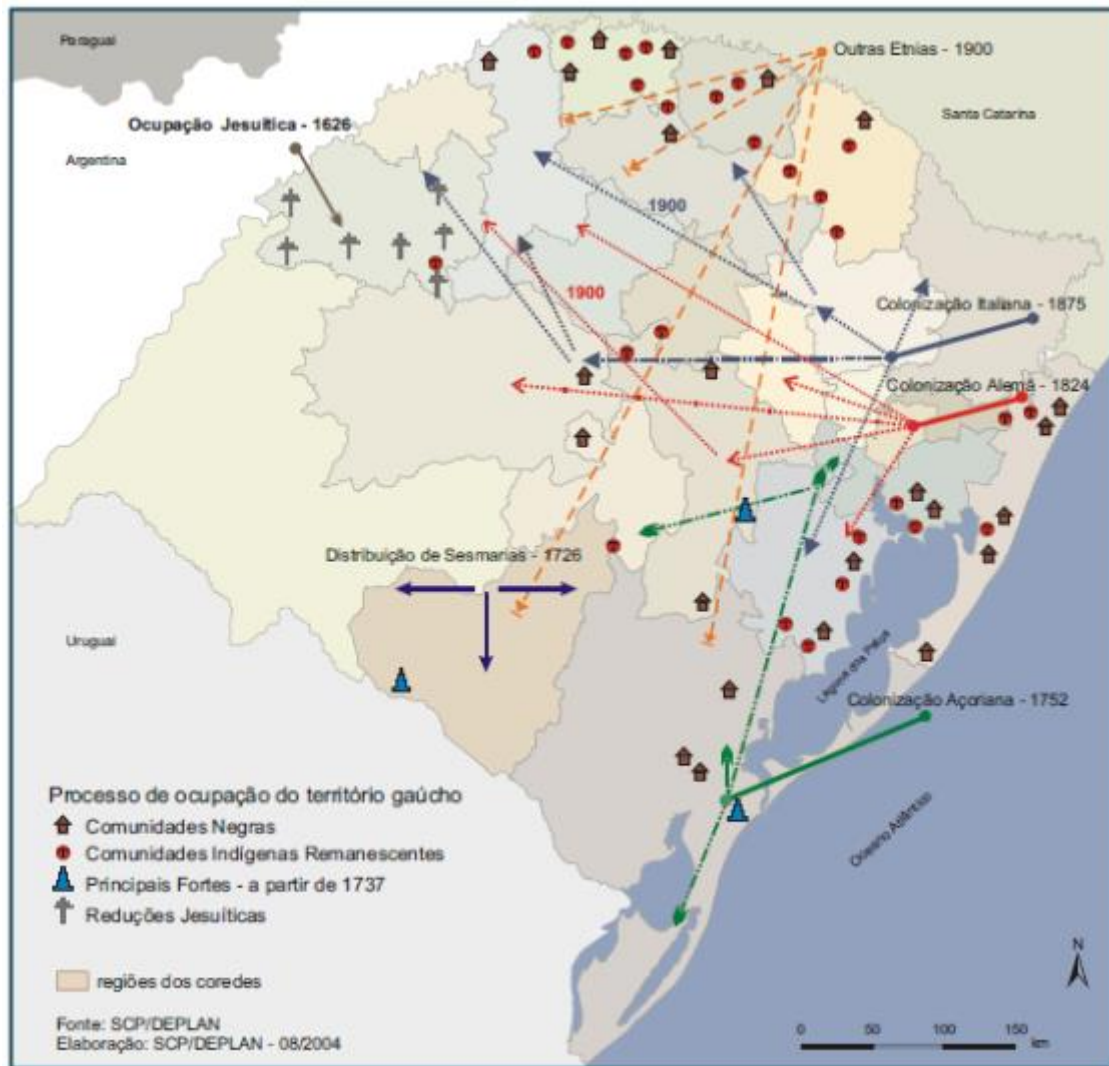 Paraguai
Outras Etnias - 1900
Santa Catarina
Ocupação Jesuítica - 1626
Argentina
1900
1900
Colonização Italiana - 1875
Colonização Alemã - 1824
Distribuição de Sesmarias - 1726
Uruguai
Laguna dos Patos
Colonização Açoriana - 1752
Oceano Atlântico
Processo de ocupação do território gaúcho
Comunidades Negras
Comunidades Indígenas Remanescentes
Principais Fortes - a partir de 1737
Reduções Jesuíticas
regiões dos coredes
Fonte: SCP/DEPLAN
Elaboração: SCP/DEPLAN - 08/2004
N
0 50 100 150
km